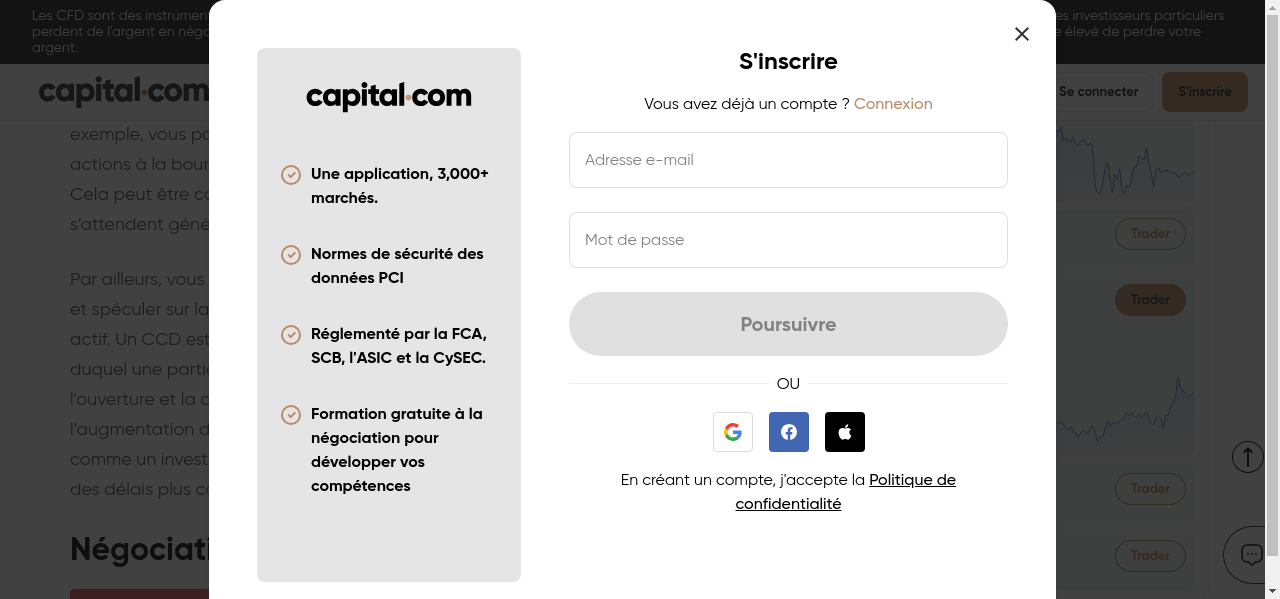 Les CFD sont des instrument
es investisseurs particuliers
perdent de l'argent en négo
e élevé de perdre votre
argent.
capital.com
Se connecter
S'inscrire
exemple, vous po
actions à la bour
Cela peut être co
s'attendent géné
Par ailleurs, vous
et spéculer sur la
actif. Un CCD est
duquel une partie
l'ouverture et la c
l'augmentation d
comme un investi
des délais plus co
Négociati
capital.com
Une application, 3,000+
marchés.
Normes de sécurité des
données PCI
Réglementé par la FCA,
SCB, l'ASIC et la CySEC.
Formation gratuite à la
négociation pour
développer vos
compétences
S'inscrire
Vous avez déjà un compte ? Connexion
Adresse e-mail
Mot de passe
Poursuivre
OU
En créant un compte, j'accepte la Politique de
confidentialité
Trader
Trader
Trader
Trader